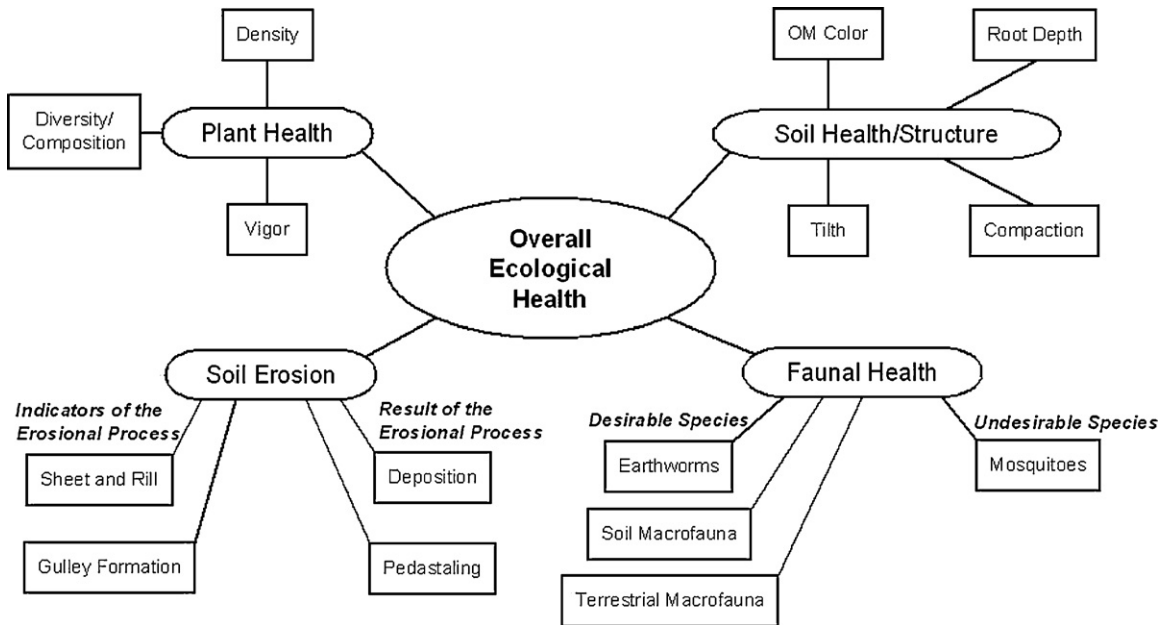 Density
Diversity/
Composition
Plant Health
Vigor
OM Color
Root Depth
Soil Health/Structure
Tilth
Compaction
Overall
Ecological
Health
Soil Erosion
Indicators of the
Erosional Process
Result of the
Erosional Process
Sheet and Rill
Deposition
Gulley Formation
Pedastaling
Faunal Health
Desirable Species
Undesirable Species
Earthworms
Mosquitoes
Soil Macrofauna
Terrestrial Macrofauna